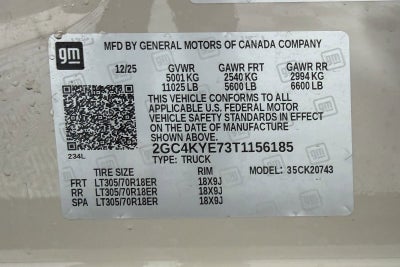 gm
MFD BY GENERAL MOTORS OF CANADA COMPANY
12/25 GVWR GAWR FRT GAWR RR
5001 KG 2540 KG 2994 KG
11025 LB 5600 LB 6600 LB
THIS VEHICLE CONFORMS TO ALL
APPLICABLE U.S. FEDERAL MOTOR
VEHICLE SAFETY STANDARDS IN EFFECT
ON THE DATE OF MANUFACTURE
SHOWN ABOVE.
234L
2GC4KYE73T1156185
TYPE: TRUCK
TIRE SIZE RIM MODEL: 35CK20743
FRT LT305/70R18ER 18X9J
RR LT305/70R18ER 18X9J
SPA LT305/70R18ER 18X9J